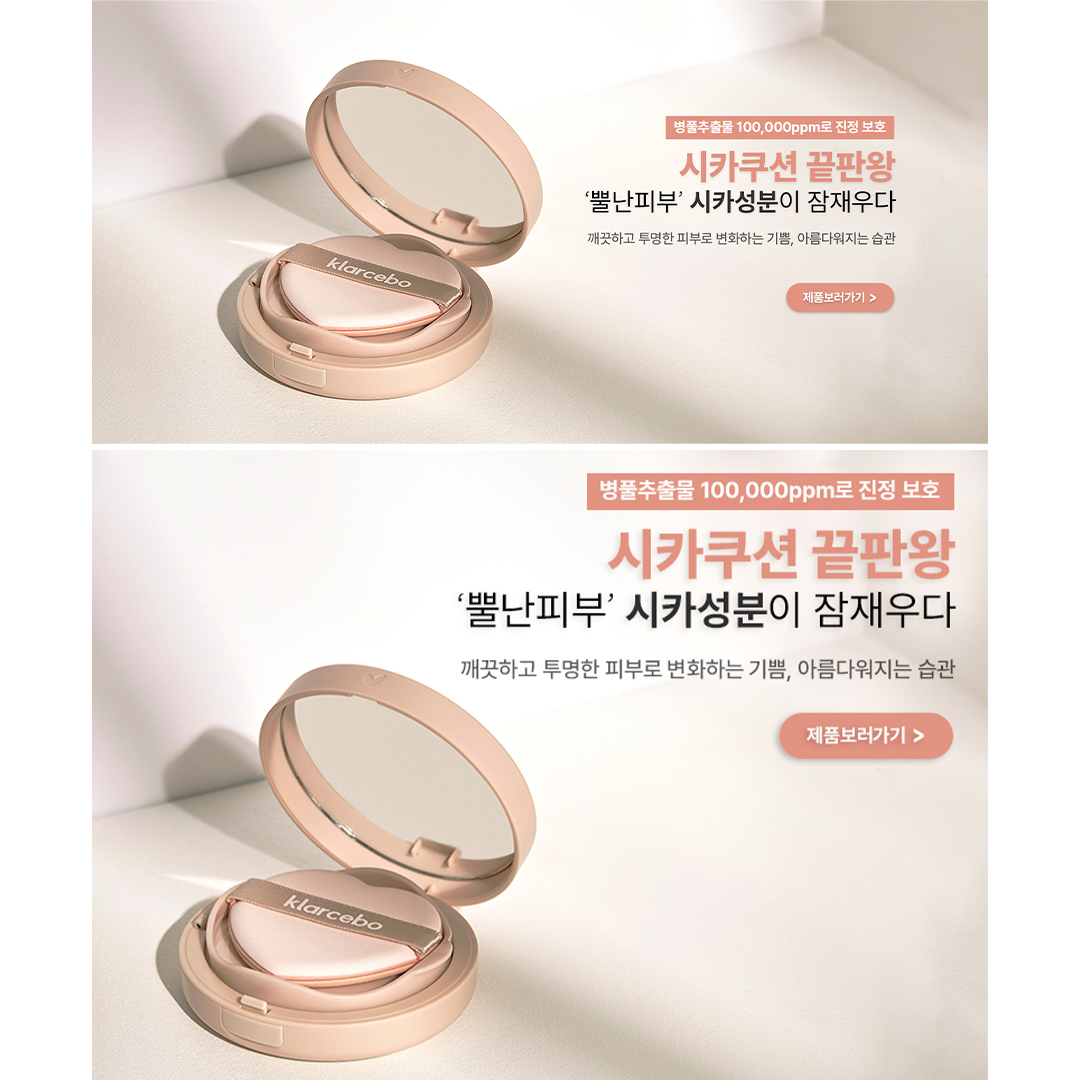 병풀추출물 100,000ppm로 진정 보호
시카쿠션 끝판왕
‘뿔난피부’ 시카성분이 잠재우다
깨끗하고 투명한 피부로 변화하는 기쁨, 아름다워지는 습관
제품보러가기 >
klarcebo
병풀추출물 100,000ppm로 진정 보호
시카쿠션 끝판왕
‘뿔난피부’ 시카성분이 잠재우다
깨끗하고 투명한 피부로 변화하는 기쁨, 아름다워지는 습관
제품보러가기 >
klarcebo